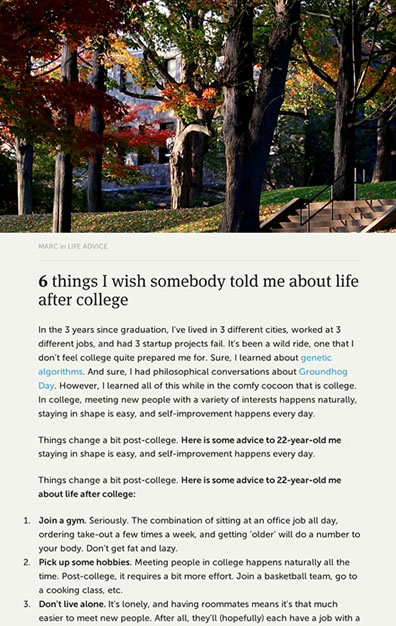 MARC in LIFE ADVICE
6 things I wish somebody told me about life
after college
In the 3 years since graduation, I've lived in 3 different cities, worked at 3
different jobs, and had 3 startup projects fail. It's been a wild ride, one that I
don't feel college quite prepared me for. Sure, I learned about genetic
algorithms. And sure, I had philosophical conversations about Groundhog
Day. However, I learned all of this while in the comfy cocoon that is college.
In college, meeting new people with a variety of interests happens naturally,
staying in shape is easy, and self-improvement happens every day.
Things change a bit post-college. Here is some advice to 22-year-old me
staying in shape is easy, and self-improvement happens every day.
Things change a bit post-college. Here is some advice to 22-year-old me
about life after college:
1. Join a gym. Seriously. The combination of sitting at an office job all day,
ordering take-out a few times a week, and getting 'older' will do a number to
your body. Don't get fat and lazy.
2. Pick up some hobbies. Meeting people in college happens naturally all the
time. Post-college, it requires a bit more effort. Join a basketball team, go to
a cooking class, etc.
3. Don't live alone. It's lonely, and having roommates means it's that much
easier to meet new people. After all, they'll (hopefully) each have a job with a